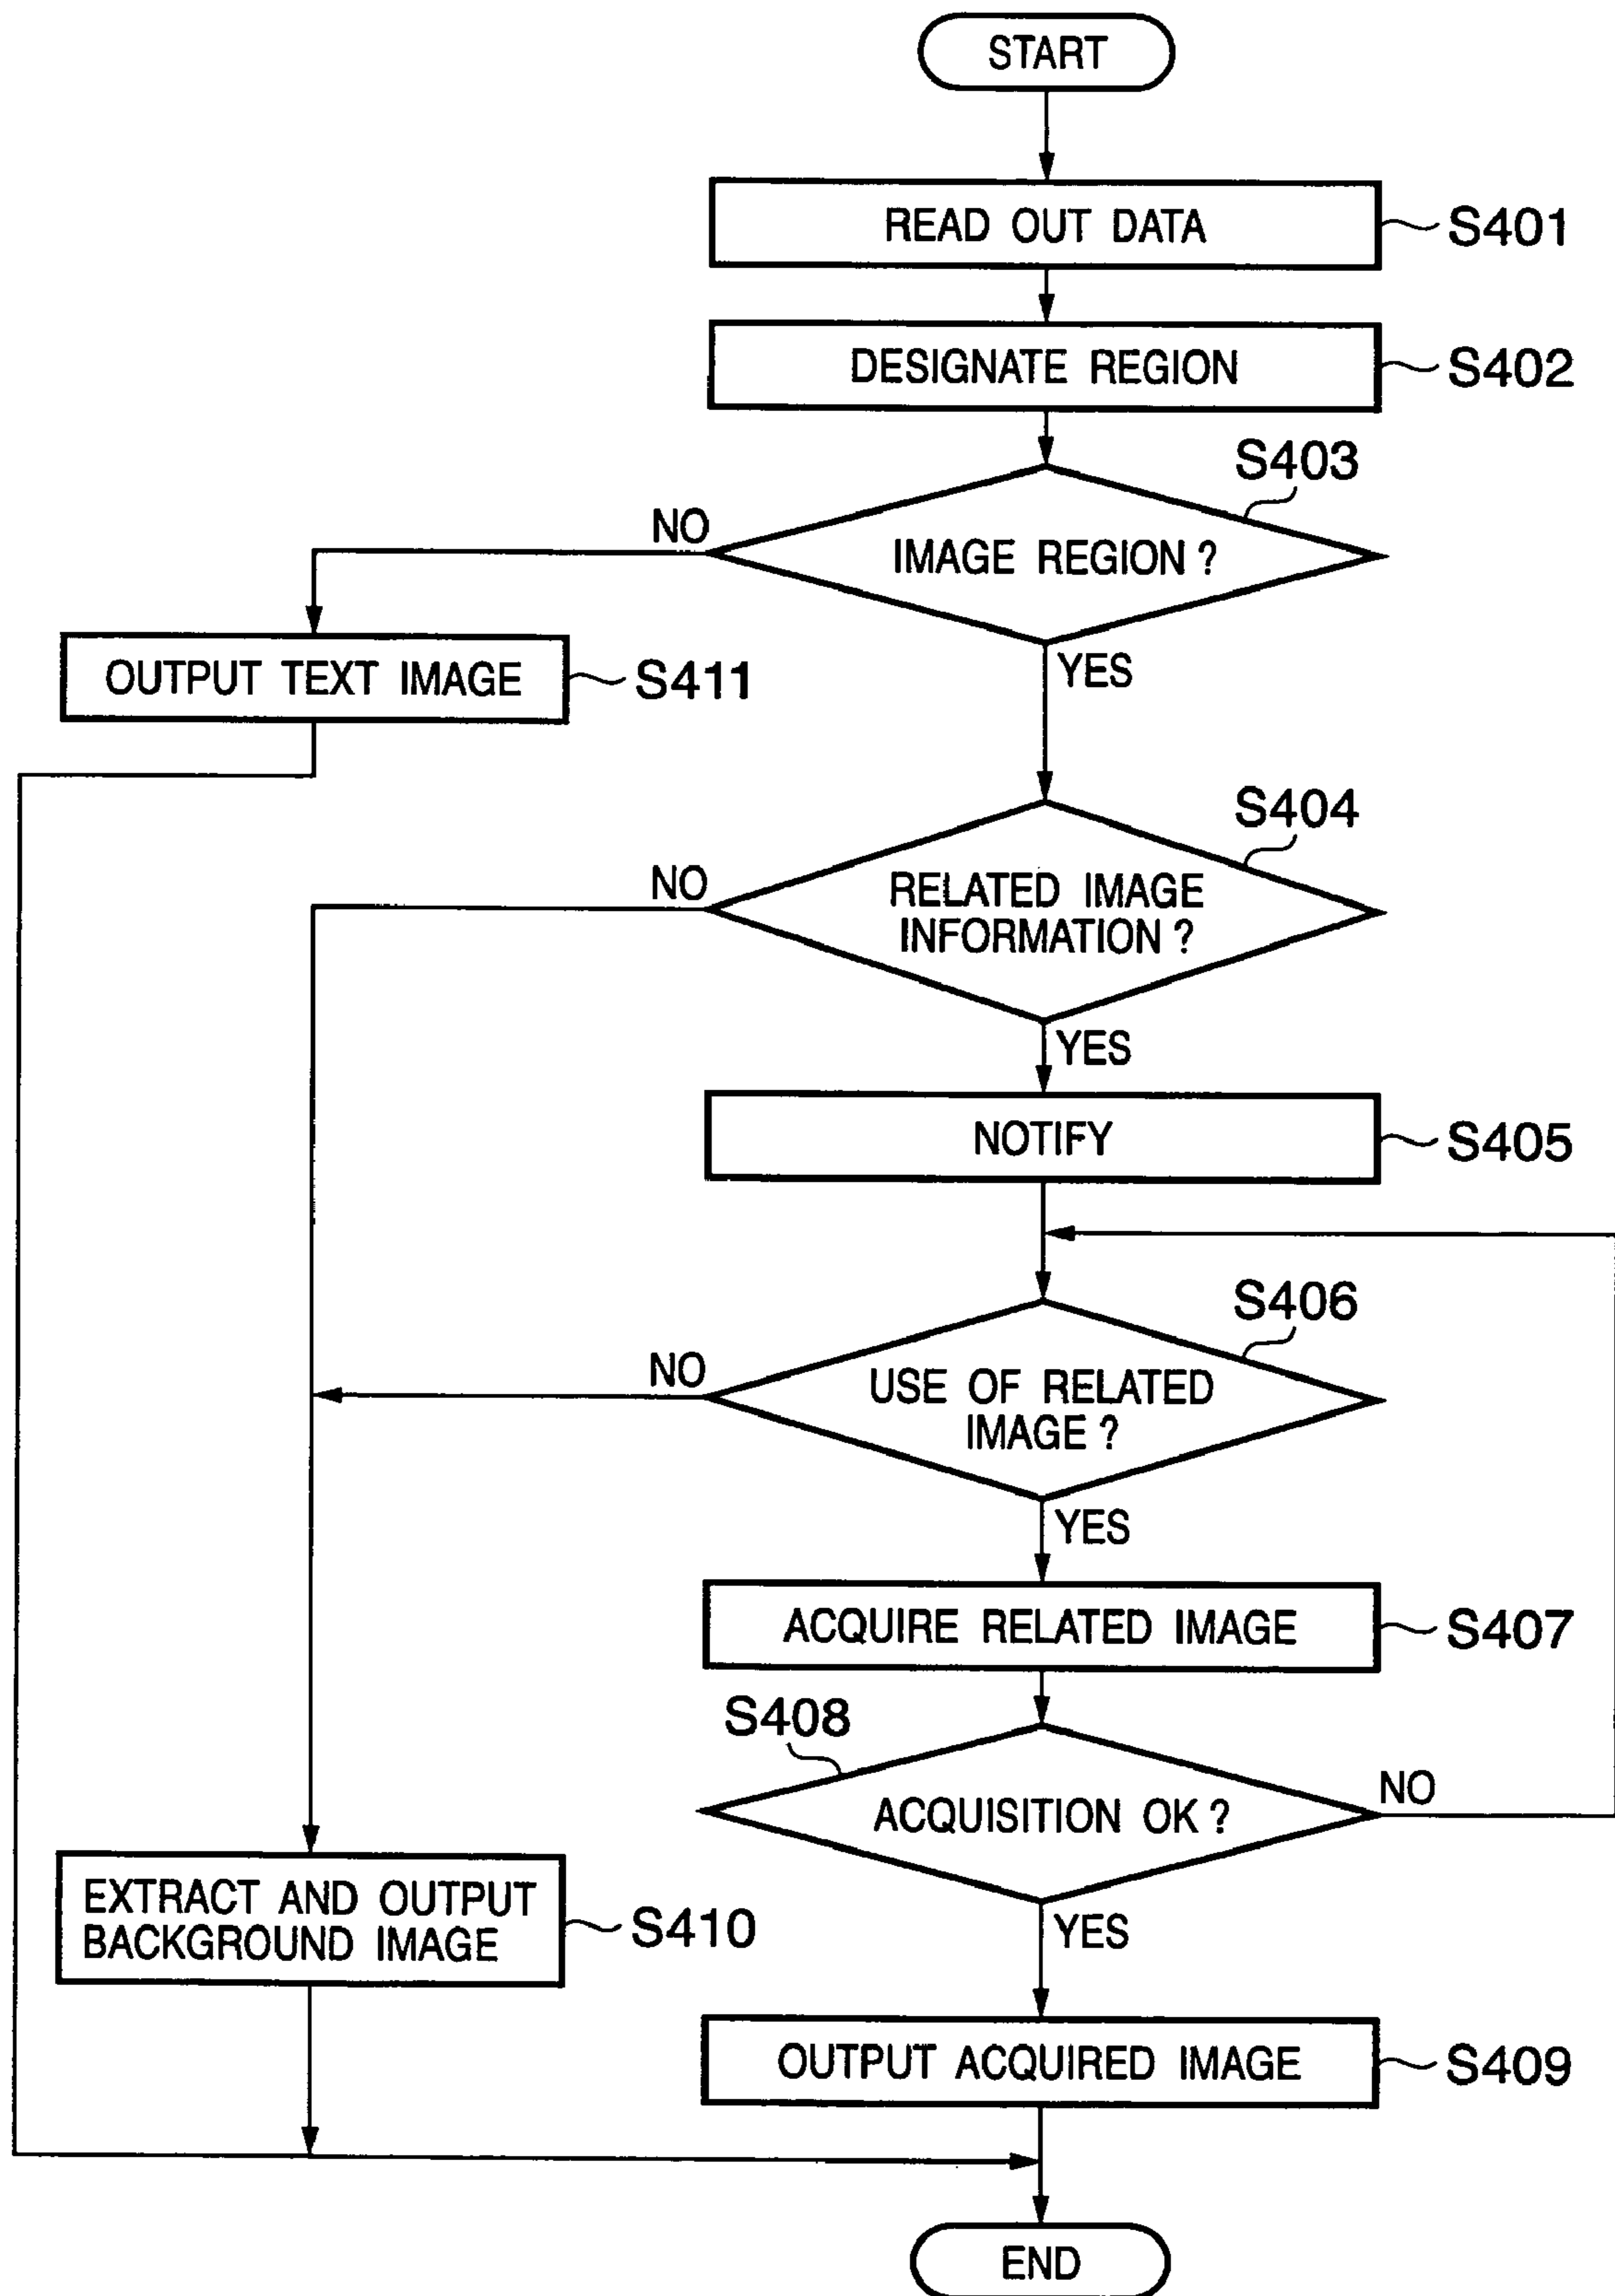 START
READ OUT DATA
S401
DESIGNATE REGION
S402
S403
NO
IMAGE REGION ?
YES
OUTPUT TEXT IMAGE
S411
S404
NO
RELATED IMAGE
INFORMATION ?
YES
NOTIFY
S405
S406
NO
USE OF RELATED
IMAGE ?
YES
ACQUIRE RELATED IMAGE
S407
S408
NO
ACQUISITION OK ?
YES
EXTRACT AND OUTPUT
BACKGROUND IMAGE
S410
OUTPUT ACQUIRED IMAGE
S409
END